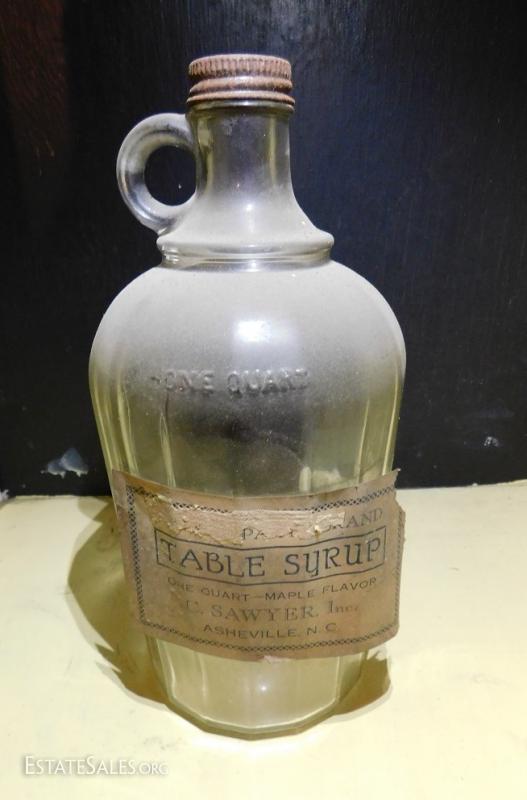 ONE QUART
BRAND
TABLE SYRUP
ONE QUART—MAPLE FLAVOR
C. SAWYER, Inc.
ASHEVILLE, N. C.
ESTATESALES.ORG